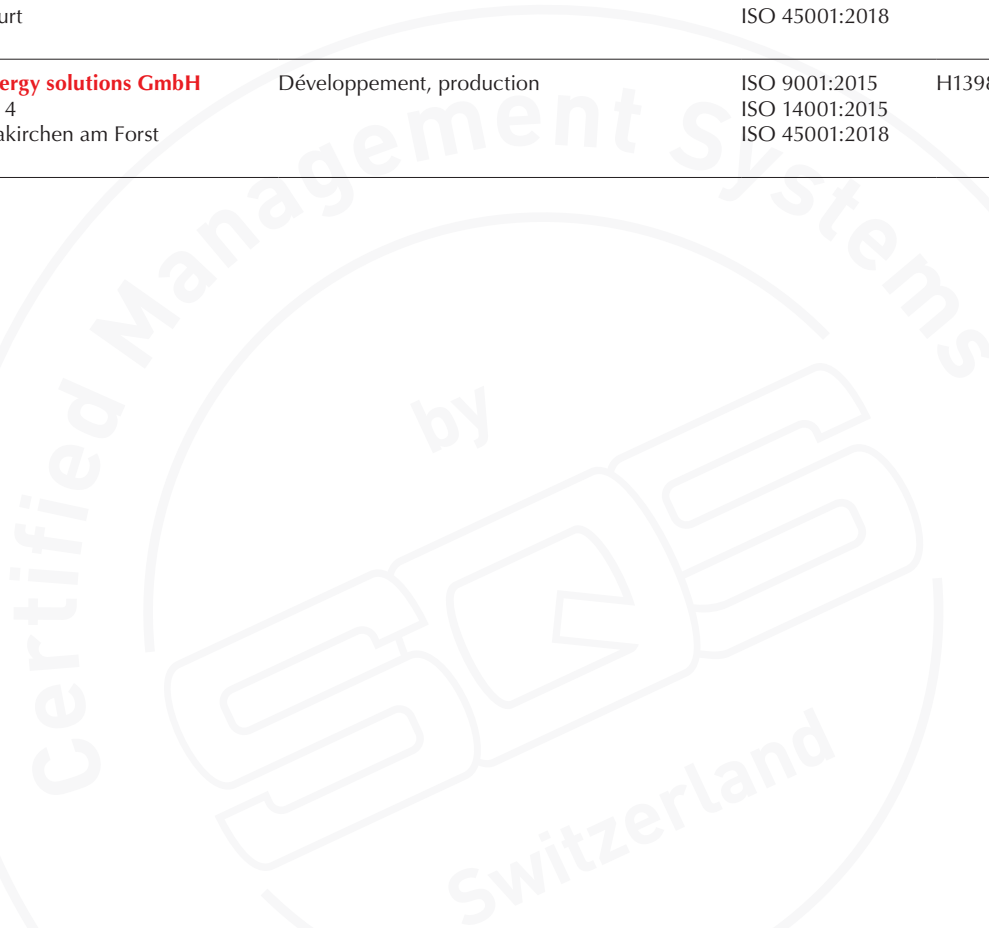 urt ISO 45001:2018
ergy solutions GmbH Développement, production ISO 9001:2015 H1398
4 ISO 14001:2015
akirchen am Forst ISO 45001:2018
Certified Management Systems
by
SQS
Switzerland